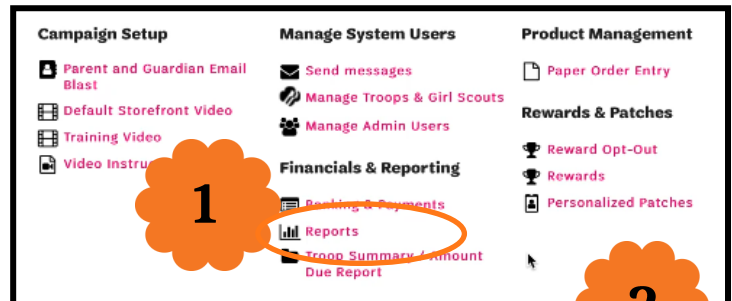 Campaign Setup
Parent and Guardian Email
Blast
Default Storefront Video
Training Video
Video
1
Manage System Users
Send messages
Manage Troops & Girl Scouts
Manage Admin Users
Financials & Reporting
Banking & Payments
Reports
Troop Summary / Amount
Due Report
Product Management
Paper Order Entry
Rewards & Patches
Reward Opt-Out
Rewards
Personalized Patches